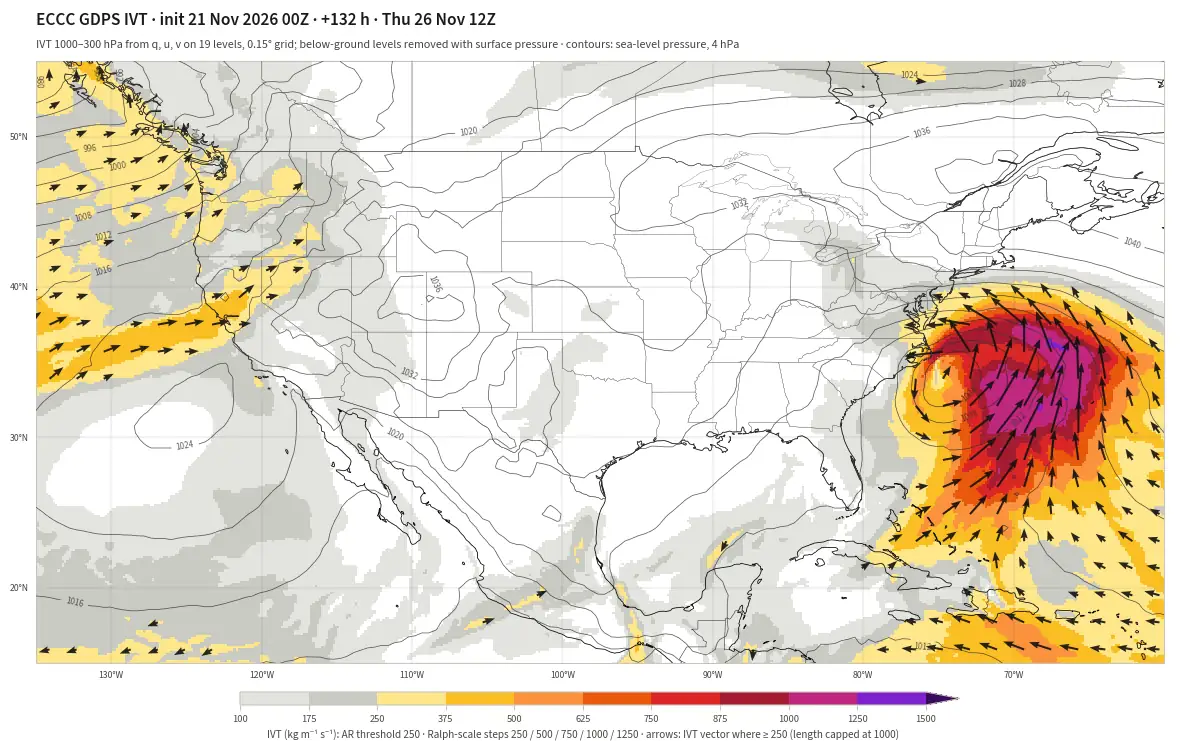 ECCC GDPS IVT · init 21 Nov 2026 00Z · +132 h · Thu 26 Nov 12Z
IVT 1000–300 hPa from q, u, v on 19 levels, 0.15° grid; below-ground levels removed with surface pressure · contours: sea-level pressure, 4 hPa
1024
1028
1020
1036
50°N
996
1000
1032
1008
1012
1040
1016
40°N
1036
1032
30°N
1020
1024
20°N
1016
130°W
120°W
110°W
100°W
90°W
80°W
70°W
100
175
250
375
500
625
750
875
1000
1250
1500
IVT (kg m⁻¹ s⁻¹): AR threshold 250 · Ralph-scale steps 250 / 500 / 750 / 1000 / 1250 · arrows: IVT vector where ≥ 250 (length capped at 1000)